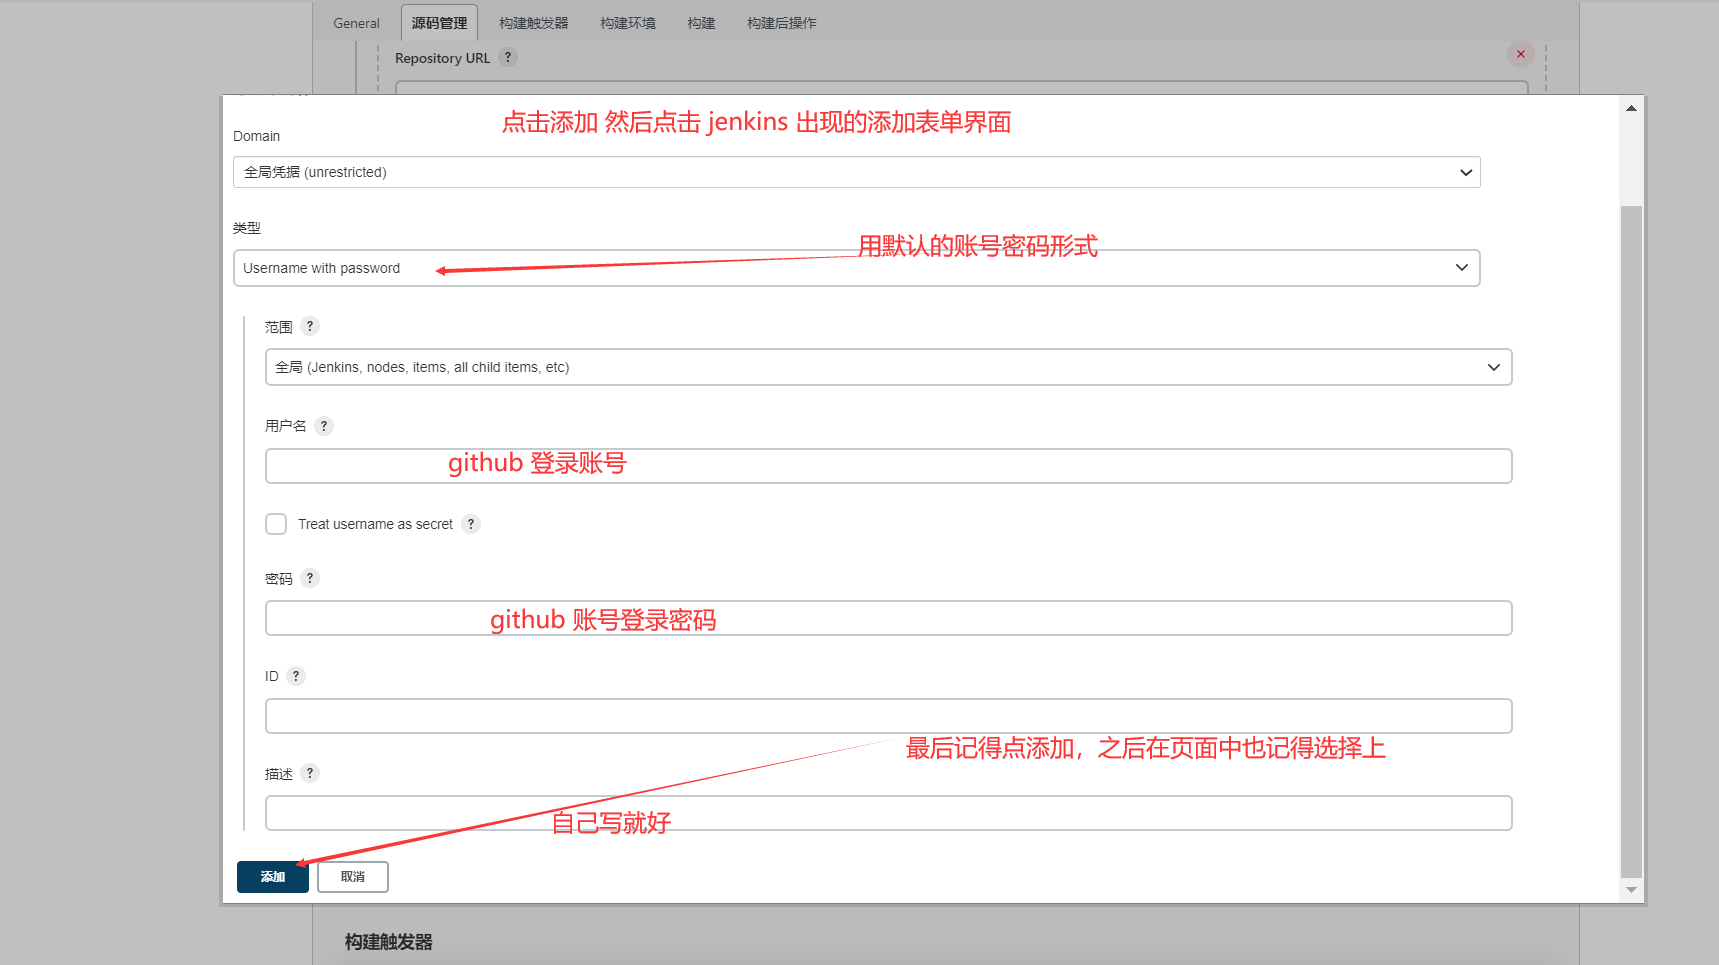 General 源码管理 构建触发器 构建环境 构建 构建后操作
Repository URL ?
点击添加 然后点击 jenkins 出现的添加表单界面
Domain
全局凭据 (unrestricted)
类型
用默认的账号密码形式
Username with password
范围 ?
全局 (Jenkins, nodes, items, all child items, etc)
用户名 ?
github 登录账号
Treat username as secret ?
密码 ?
github 账号登录密码
ID ?
最后记得点添加，之后在页面中也记得选择上
描述 ?
自己写就好
添加 取消
构建触发器